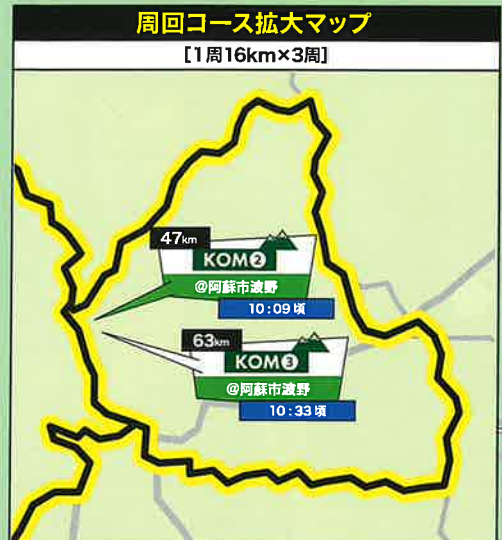 周回コース拡大マップ
[1周16km×3周]
47km
KOM❷
@阿蘇市波野
10:09頃
63km
KOM❸
@阿蘇市波野
10:33頃